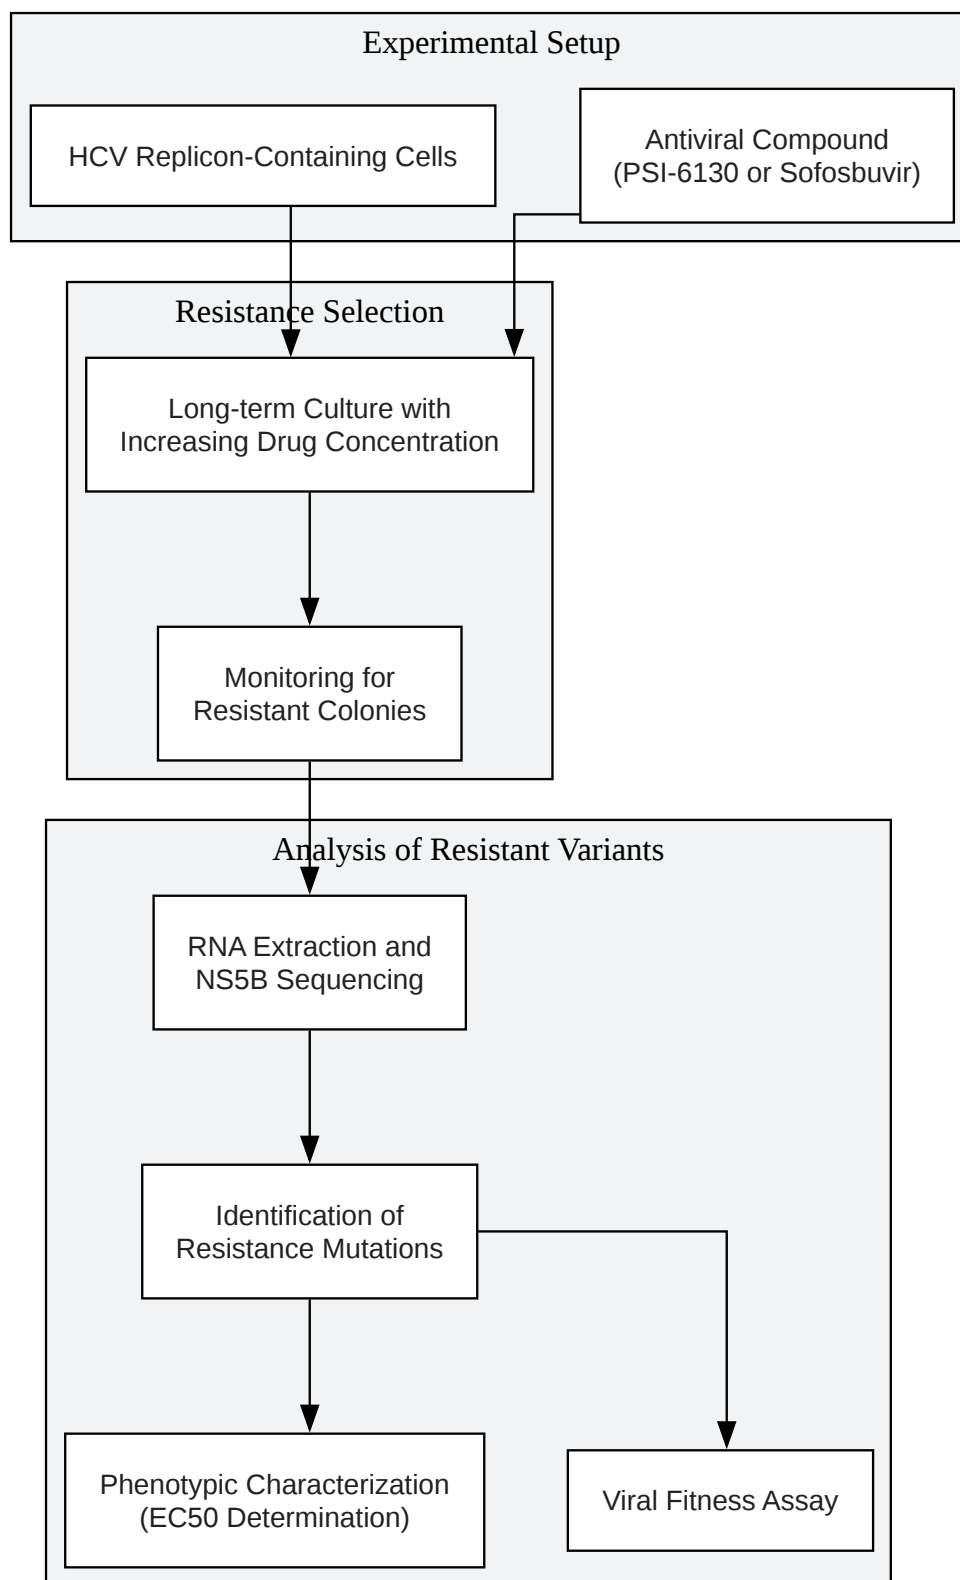 Experimental Setup
HCV Replicon-Containing Cells
Antiviral Compound
(PSI-6130 or Sofosbuvir)
Resistance Selection
Long-term Culture with
Increasing Drug Concentration
Monitoring for
Resistant Colonies
Analysis of Resistant Variants
RNA Extraction and
NS5B Sequencing
Identification of
Resistance Mutations
Phenotypic Characterization
(EC50 Determination)
Viral Fitness Assay